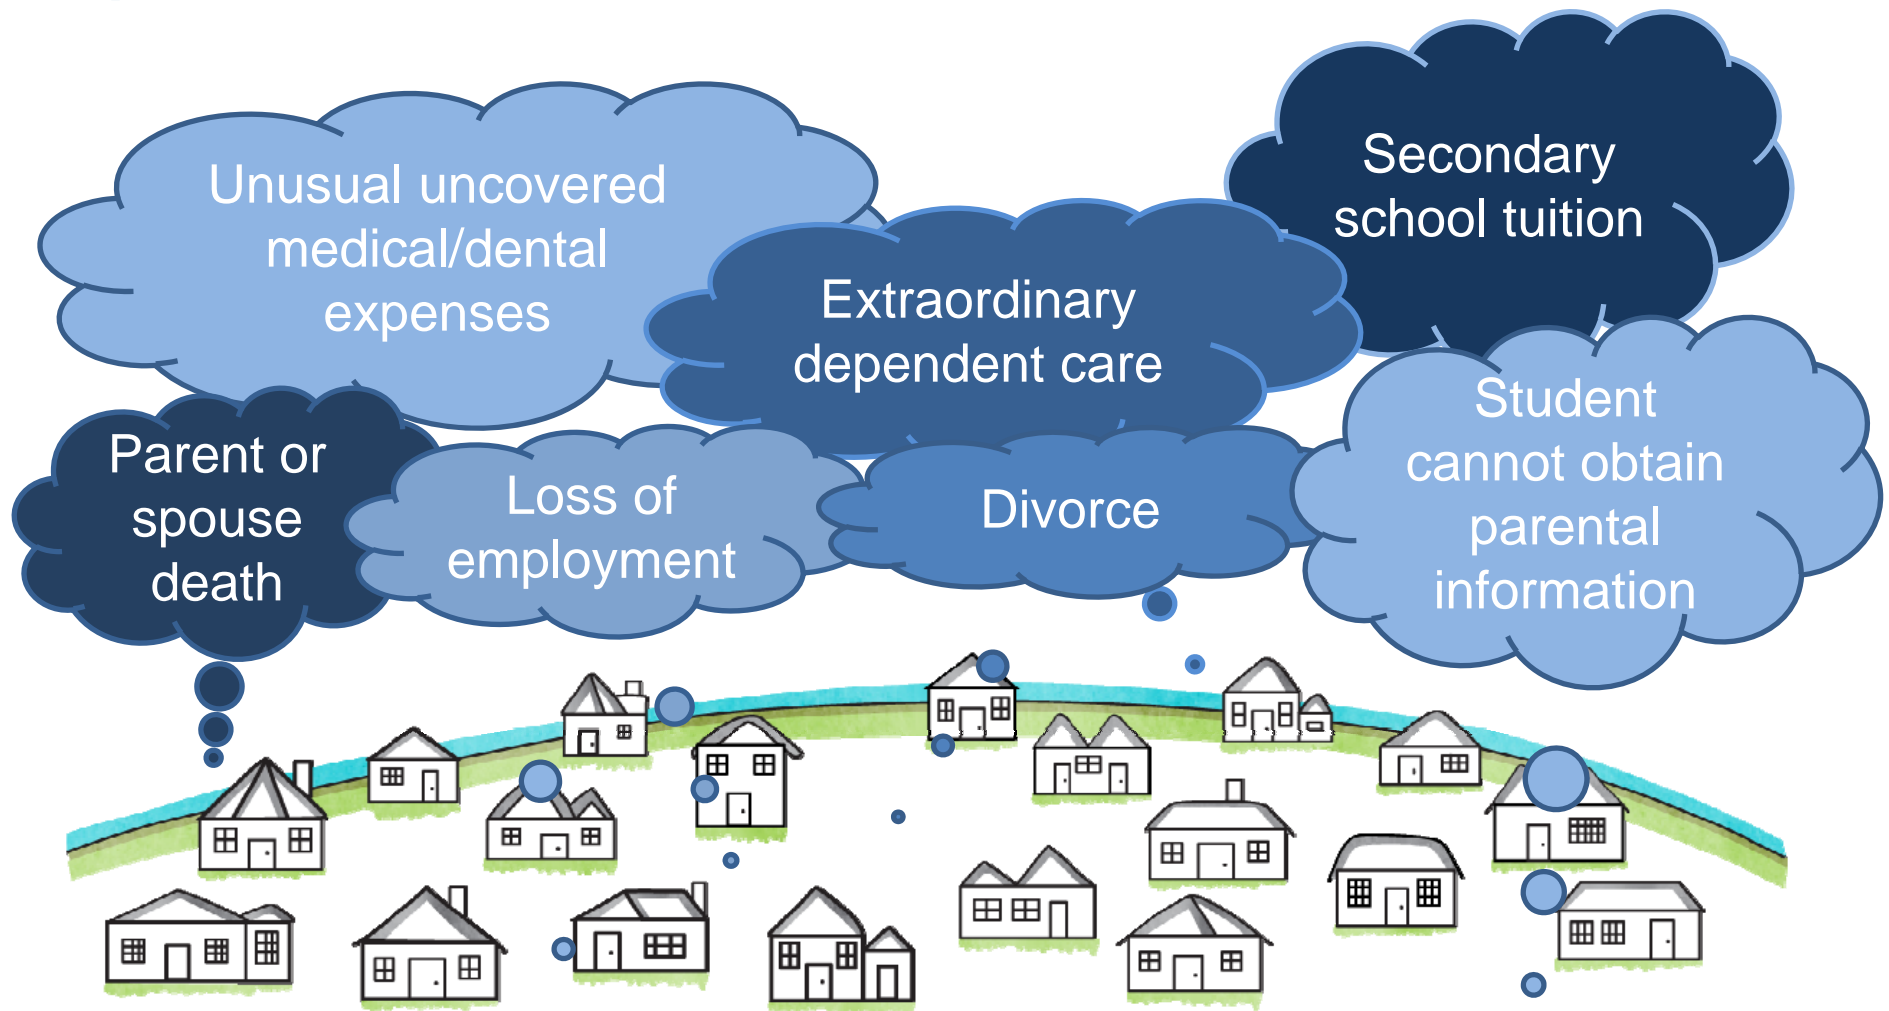 Unusual uncovered
medical/dental
expenses
Secondary
school tuition
Extraordinary
dependent care
Parent or
spouse
death
Loss of
employment
Divorce
Student
cannot obtain
parental
information